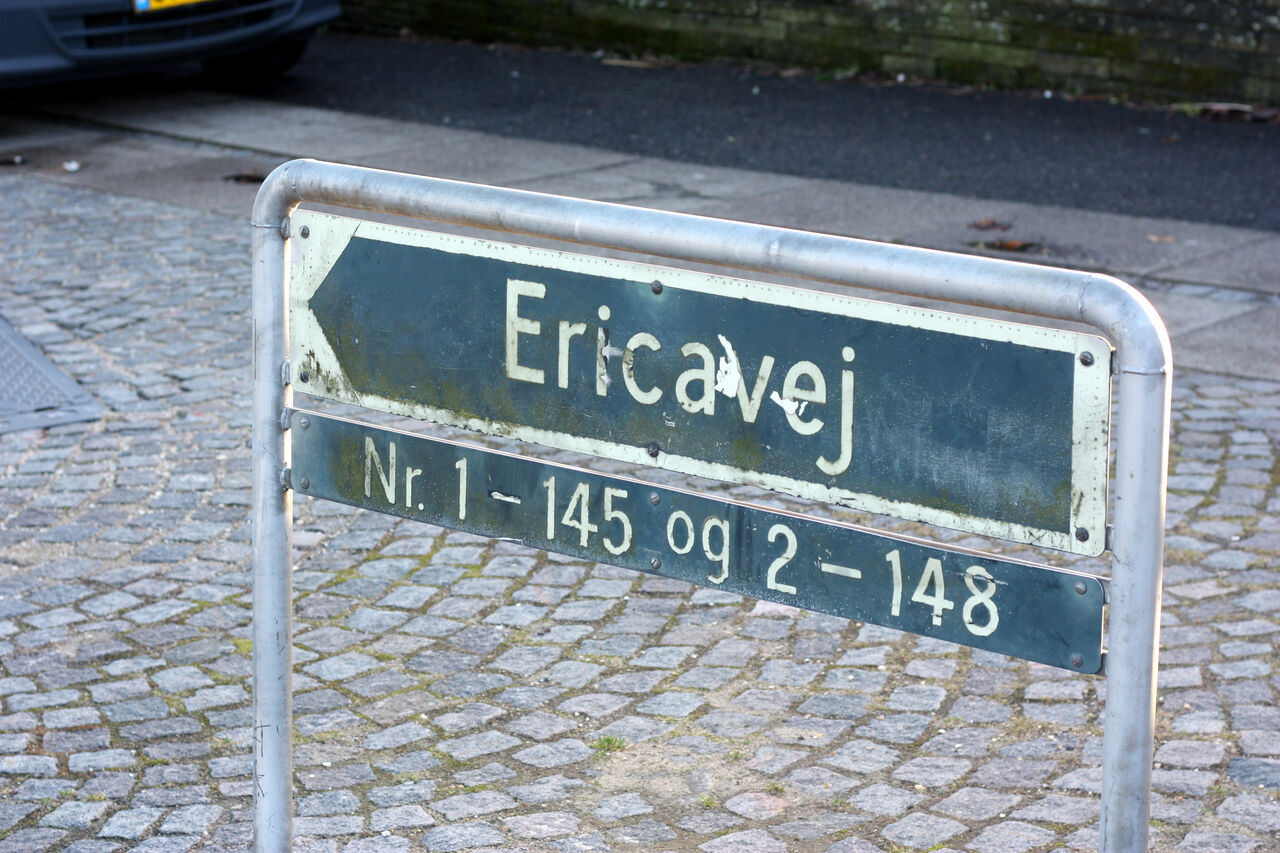 Ericavej
Nr. 1 – 145 og 2 – 148